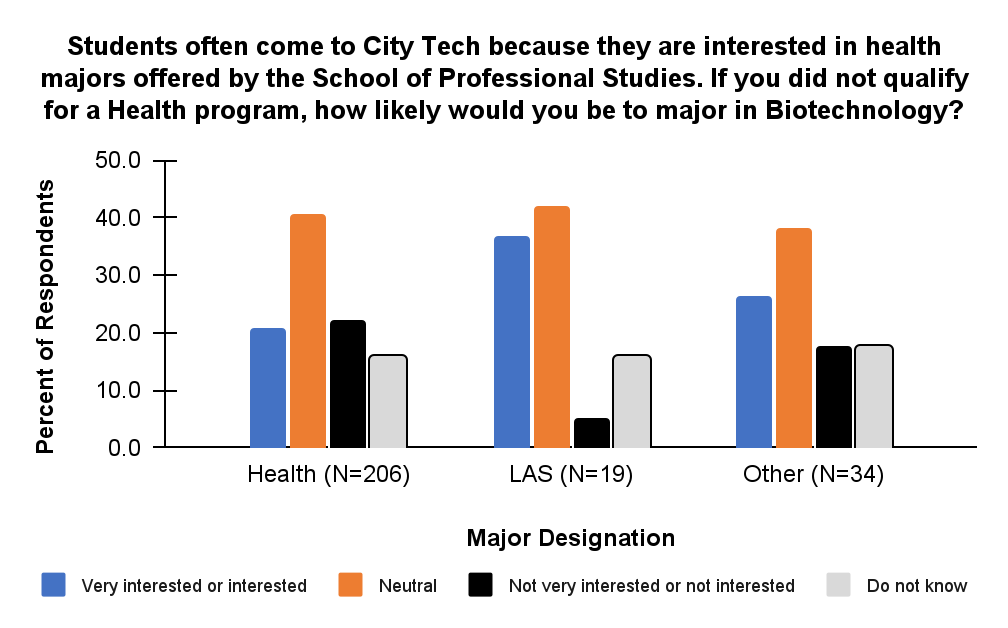 Students often come to City Tech because they are interested in health
majors offered by the School of Professional Studies. If you did not qualify
for a Health program, how likely would you be to major in Biotechnology?
Percent of Respondents
50.0
40.0
30.0
20.0
10.0
0.0
Health (N=206)
LAS (N=19)
Other (N=34)
Major Designation
Very interested or interested
Neutral
Not very interested or not interested
Do not know